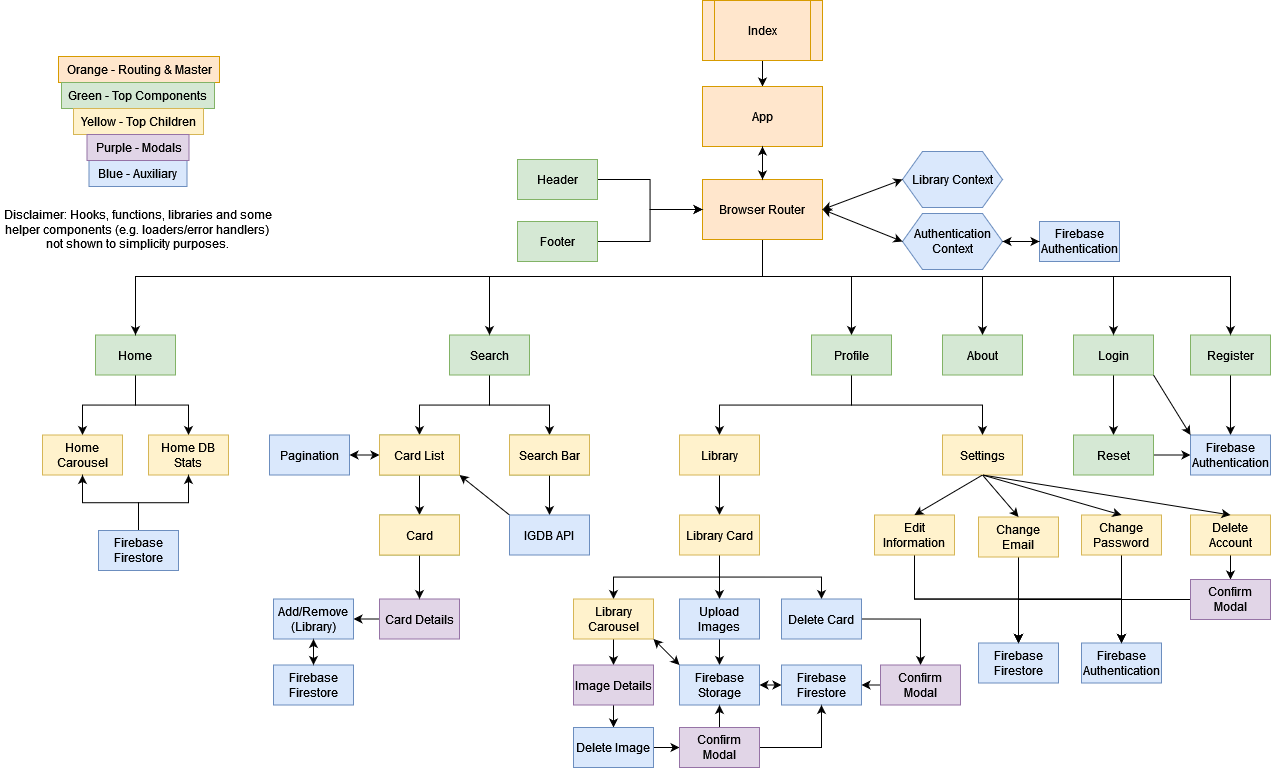 Index
Orange - Routing & Master
Green - Top Components
Yellow - Top Children
Purple - Modals
Blue - Auxiliary
App
Header
Footer
Browser Router
Library Context
Authentication
Context
Firebase
Authentication
Disclaimer: Hooks, functions, libraries and some
helper components (e.g. loaders/error handlers)
not shown to simplicity purposes.
Home
Search
Profile
About
Login
Register
Home
Carousel
Home DB
Stats
Pagination
Card List
Search Bar
Library
Settings
Reset
Firebase
Authentication
Firebase
Firestore
Card
IGDB API
Library Card
Edit
Information
Change
Email
Change
Password
Delete
Account
Confirm
Modal
Add/Remove
(Library)
Card Details
Library
Carousel
Upload
Images
Delete Card
Firebase
Firestore
Image Details
Firebase
Storage
Firebase
Firestore
Confirm
Modal
Firebase
Firestore
Firebase
Authentication
Delete Image
Confirm
Modal